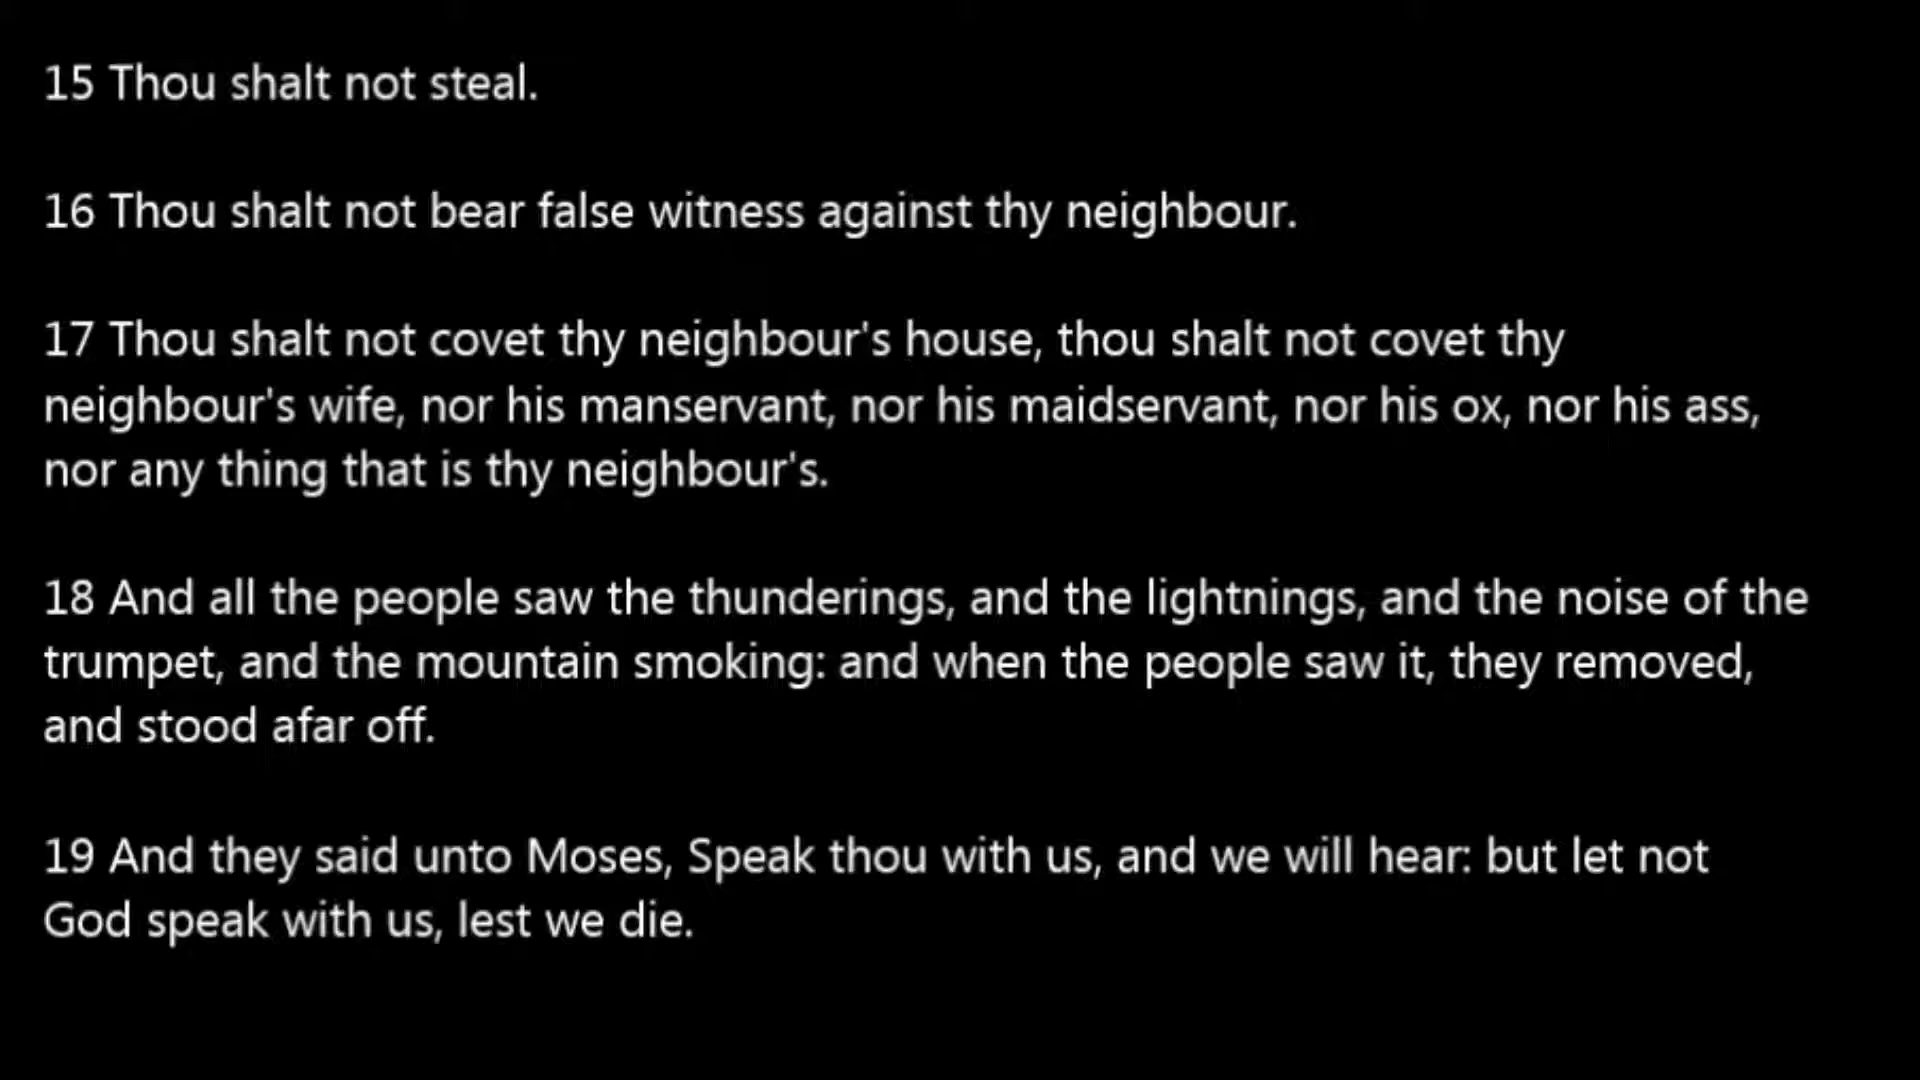 15 Thou shalt not steal.
16 Thou shalt not bear false witness against thy neighbour.
17 Thou shalt not covet thy neighbour's house, thou shalt not covet thy
neighbour's wife, nor his manservant, nor his maidservant, nor his ox, nor his ass,
nor any thing that is thy neighbour's.
18 And all the people saw the thunderings, and the lightnings, and the noise of the
trumpet, and the mountain smoking: and when the people saw it, they removed,
and stood afar off.
19 And they said unto Moses, Speak thou with us, and we will hear: but let not
God speak with us, lest we die.